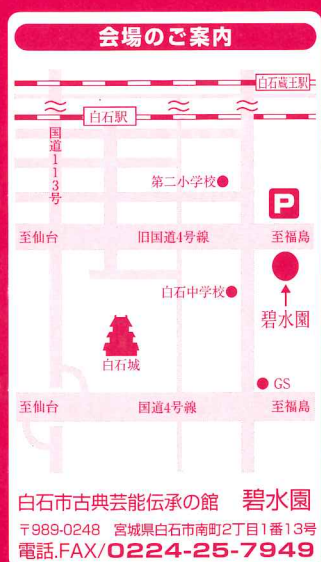 会場のご案内
白石蔵王駅
白石駅
国道113号
第二小学校
P
至仙台 旧国道4号線 至福島
白石中学校
碧水園
白石城
GS
至仙台 国道4号線 至福島
白石市古典芸能伝承の館 碧水園
〒989-0248 宮城県白石市南町2丁目1番13号
電話.FAX/0224-25-7949